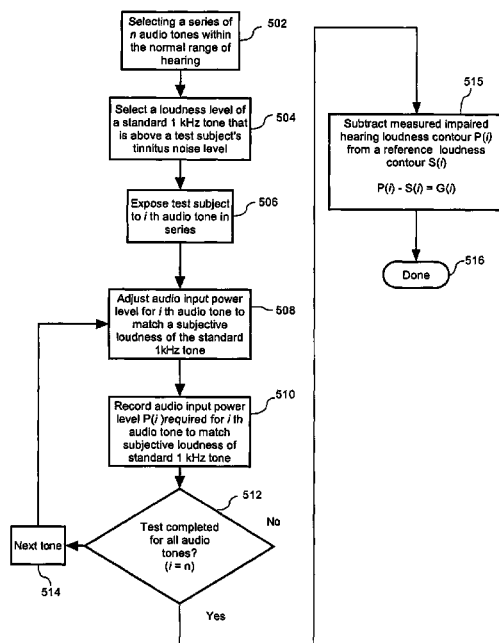 Selecting a series of
n audio tones within
the normal range of
hearing
502
Select a loudness level of
a standard 1 kHz tone that
is above a test subject's
tinnitus noise level
504
Expose test subject
to i th audio tone in
series
506
Adjust audio input power
level for i th audio tone to
match a subjective
loudness of the standard
1kHz tone
508
Record audio input power
level P(i )required for i th
audio tone to match
subjective loudness of
standard 1 kHz tone
510
Test completed
for all audio
tones?
(i = n)
512
No
Next tone
514
Yes
515
Subtract measured impaired
hearing loudness contour P(i)
from a reference loudness
contour S(i)
P(i) - S(i) = G(i)
Done
516